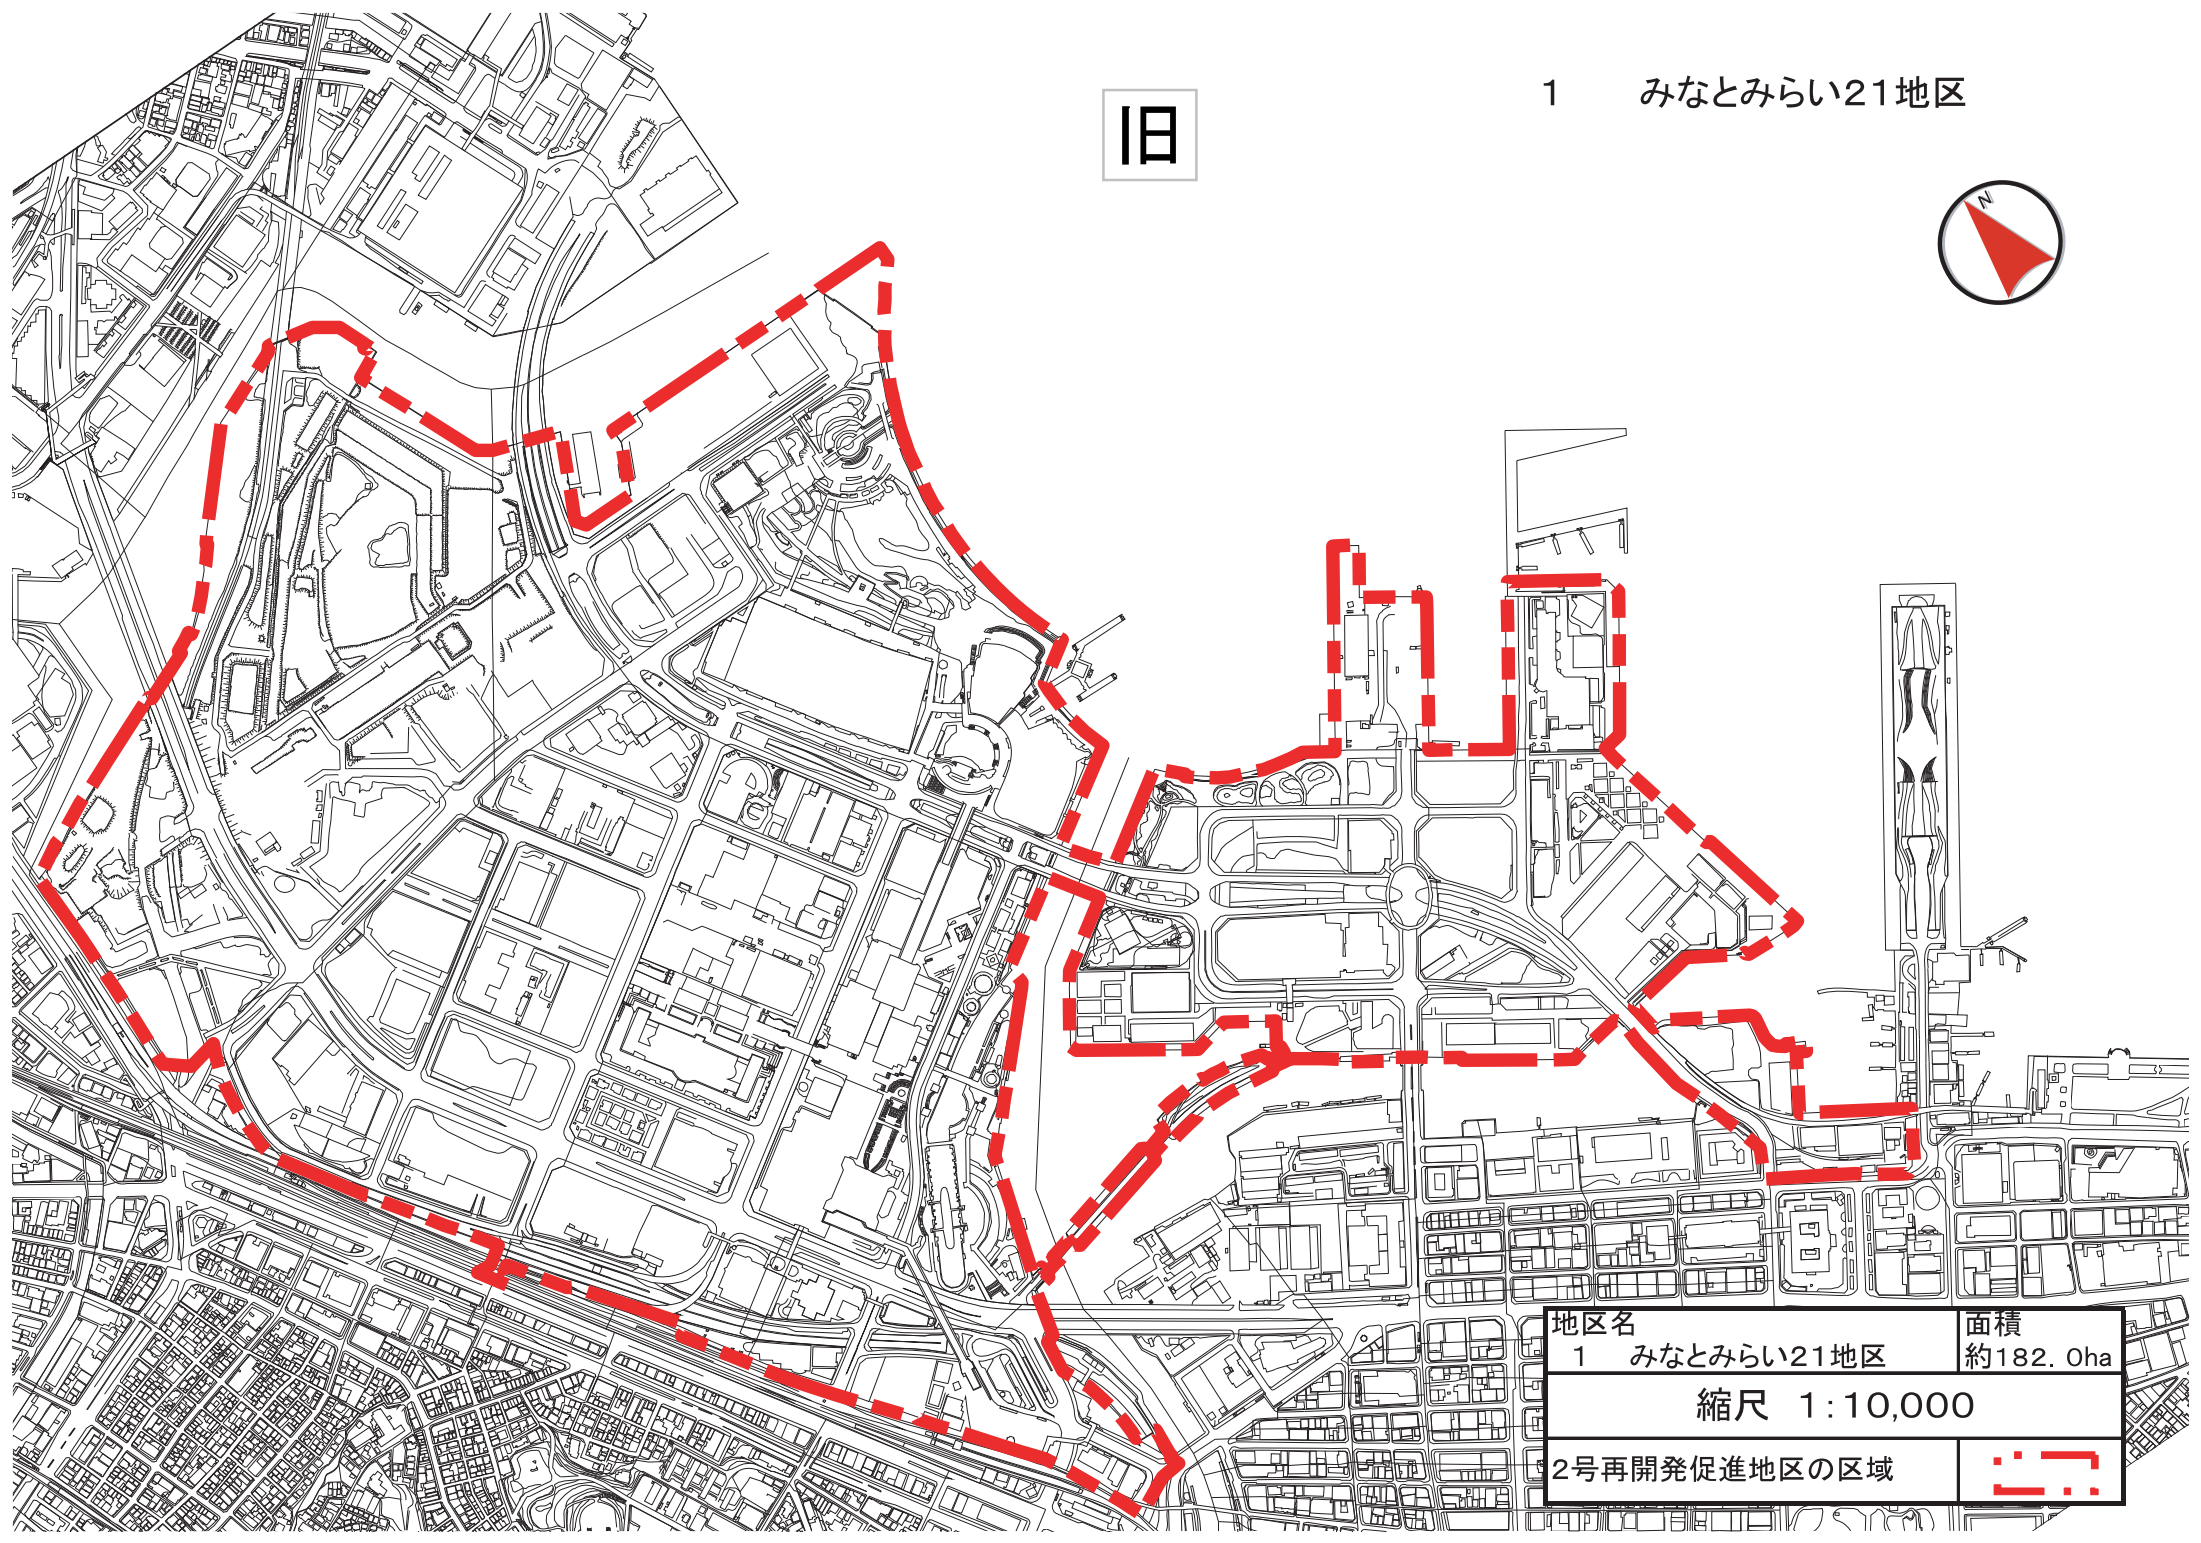 1 みなとみらい21地区
旧
N
地区名
1 みなとみらい21地区
面積
約182.0ha
縮尺 1:10,000
2号再開発促進地区の区域